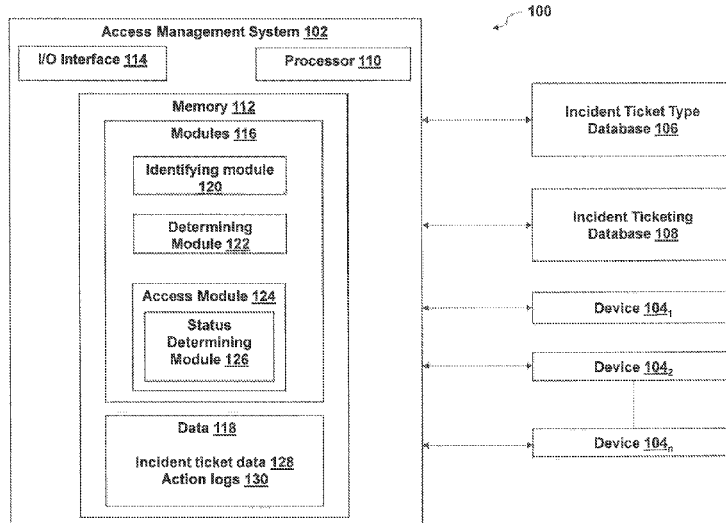 100
Access Management System 102
I/O Interface 114
Processor 110
Memory 112
Modules 116
Identifying module
120
Determining
Module 122
Access Module 124
Status
Determining
Module 126
Data 118
Incident ticket data 128
Action logs 130
Incident Ticket Type
Database 106
Incident Ticketing
Database 108
Device 104₁
Device 104₂
Device 104ₙ